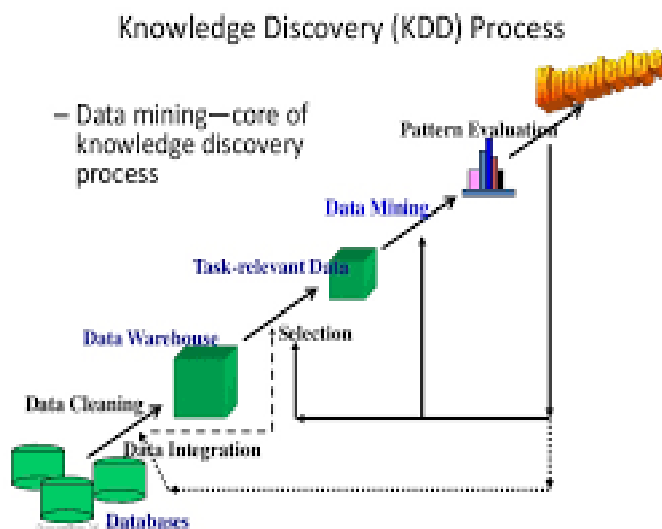 Knowledge Discovery (KDD) Process
– Data mining—core of
knowledge discovery
process
Knowledge
Pattern Evaluation
Data Mining
Task-relevant Data
Selection
Data Warehouse
Data Cleaning
Data Integration
Databases